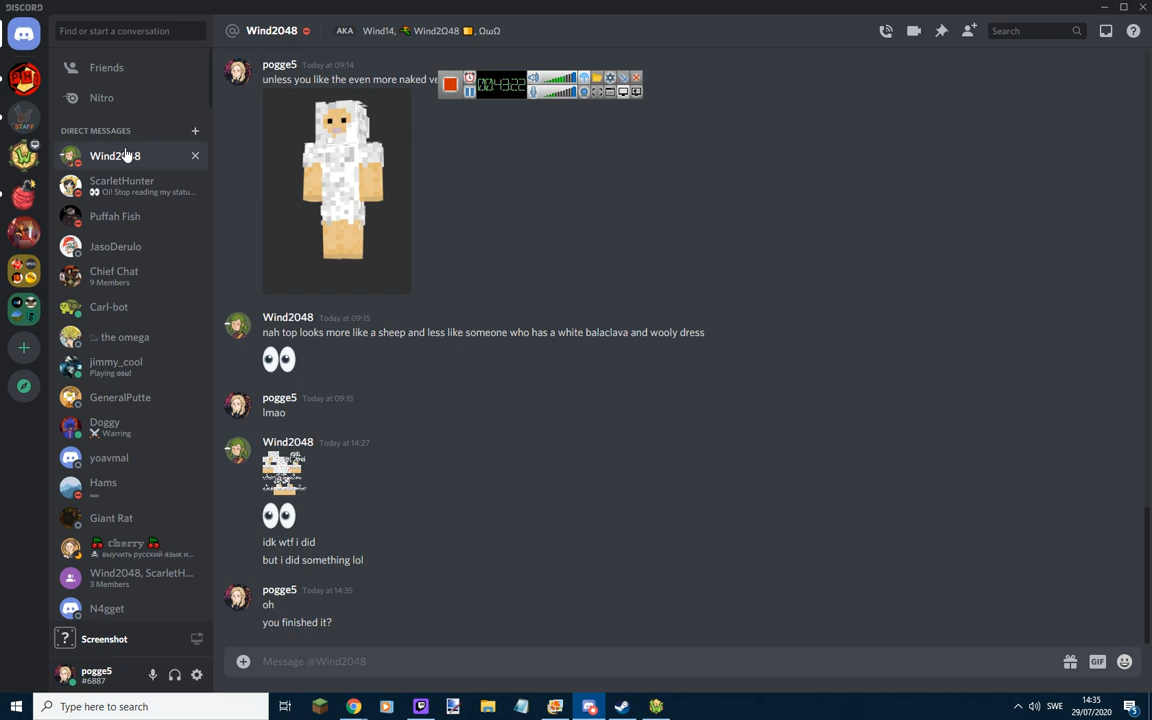 DISCORD
Find or start a conversation
Wind2048
AKA Wind14, Wind2Ω48, ΩωΩ
Search
Friends
Nitro
DIRECT MESSAGES
Wind2048
ScarletHunter
Oi! Stop reading my statu...
Puffah Fish
JasoDerulo
Chief Chat
9 Members
Carl-bot
the omega
jimmy_cool
Playing osu!
GeneralPutte
Doggy
Warring
yoavmal
Hams
Giant Rat
cherry
выучить русский язык и...
Wind2048, ScarletH...
3 Members
N4gget
Screenshot
pogge5
#6887
pogge5 Today at 09:14
unless you like the even more naked ve
00:43:22
Wind2048 Today at 09:15
nah top looks more like a sheep and less like someone who has a white balaclava and wooly dress
pogge5 Today at 09:15
lmao
Wind2048 Today at 14:27
idk wtf i did
but i did something lol
pogge5 Today at 14:35
oh
you finished it?
Message @Wind2048
GIF
Type here to search
SWE
14:35
29/07/2020
5